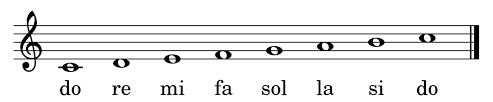 do re mi fa sol la si do